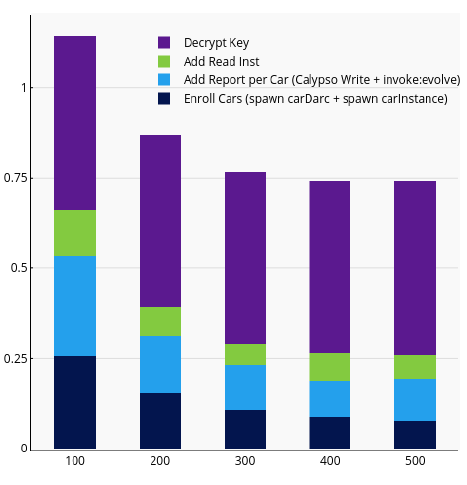 Decrypt Key
Add Read Inst
Add Report per Car (Calypso Write + invoke:evolve)
Enroll Cars (spawn carDarc + spawn carInstance)
1
0.75
0.5
0.25
0
100 200 300 400 500